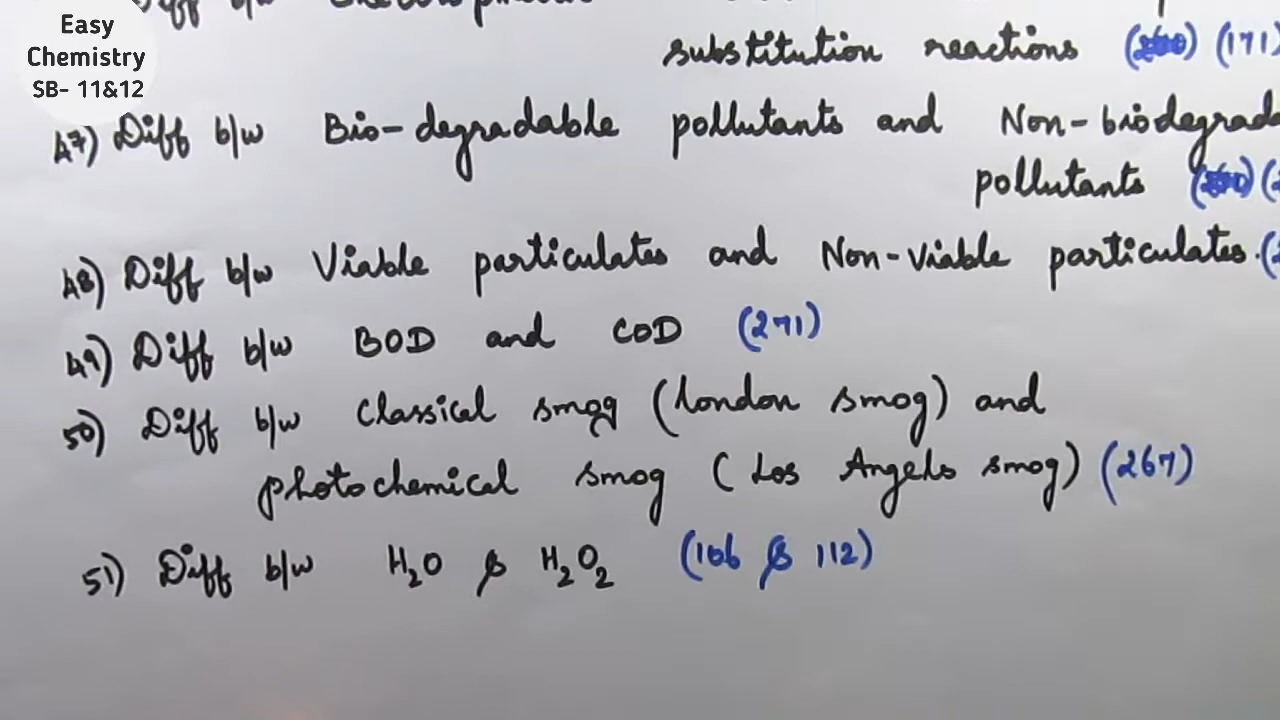 Easy
Chemistry
SB- 11&12
Diff b/w
substitution reactions (171)
47) Diff b/w Bio-degradable pollutants and Non-biodegrada
pollutants
48) Diff b/w Viable particulates and Non-Viable particulates.
49) Diff b/w BOD and COD (271)
50) Diff b/w Classical smog (london smog) and
photochemical smog (Los Angels smog) (267)
51) Diff b/w H₂O & H₂O₂ (106 & 112)